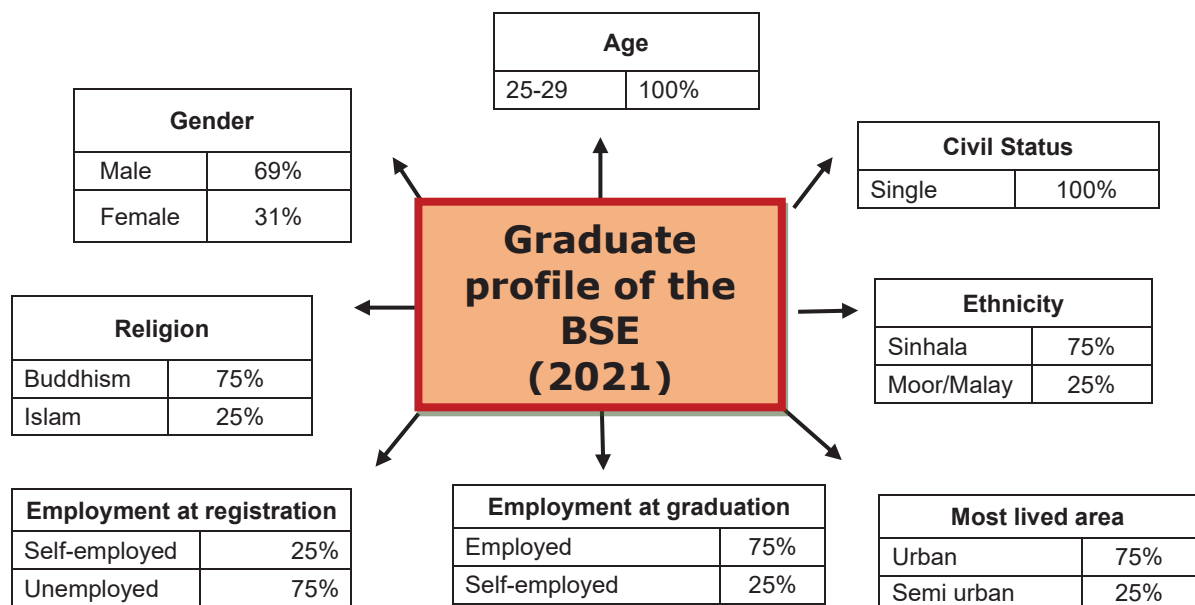 Age
25-29 100%
Gender
Male 69%
Female 31%
Civil Status
Single 100%
Graduate
profile of the
BSE
(2021)
Religion
Buddhism 75%
Islam 25%
Ethnicity
Sinhala 75%
Moor/Malay 25%
Employment at registration
Self-employed 25%
Unemployed 75%
Employment at graduation
Employed 75%
Self-employed 25%
Most lived area
Urban 75%
Semi urban 25%